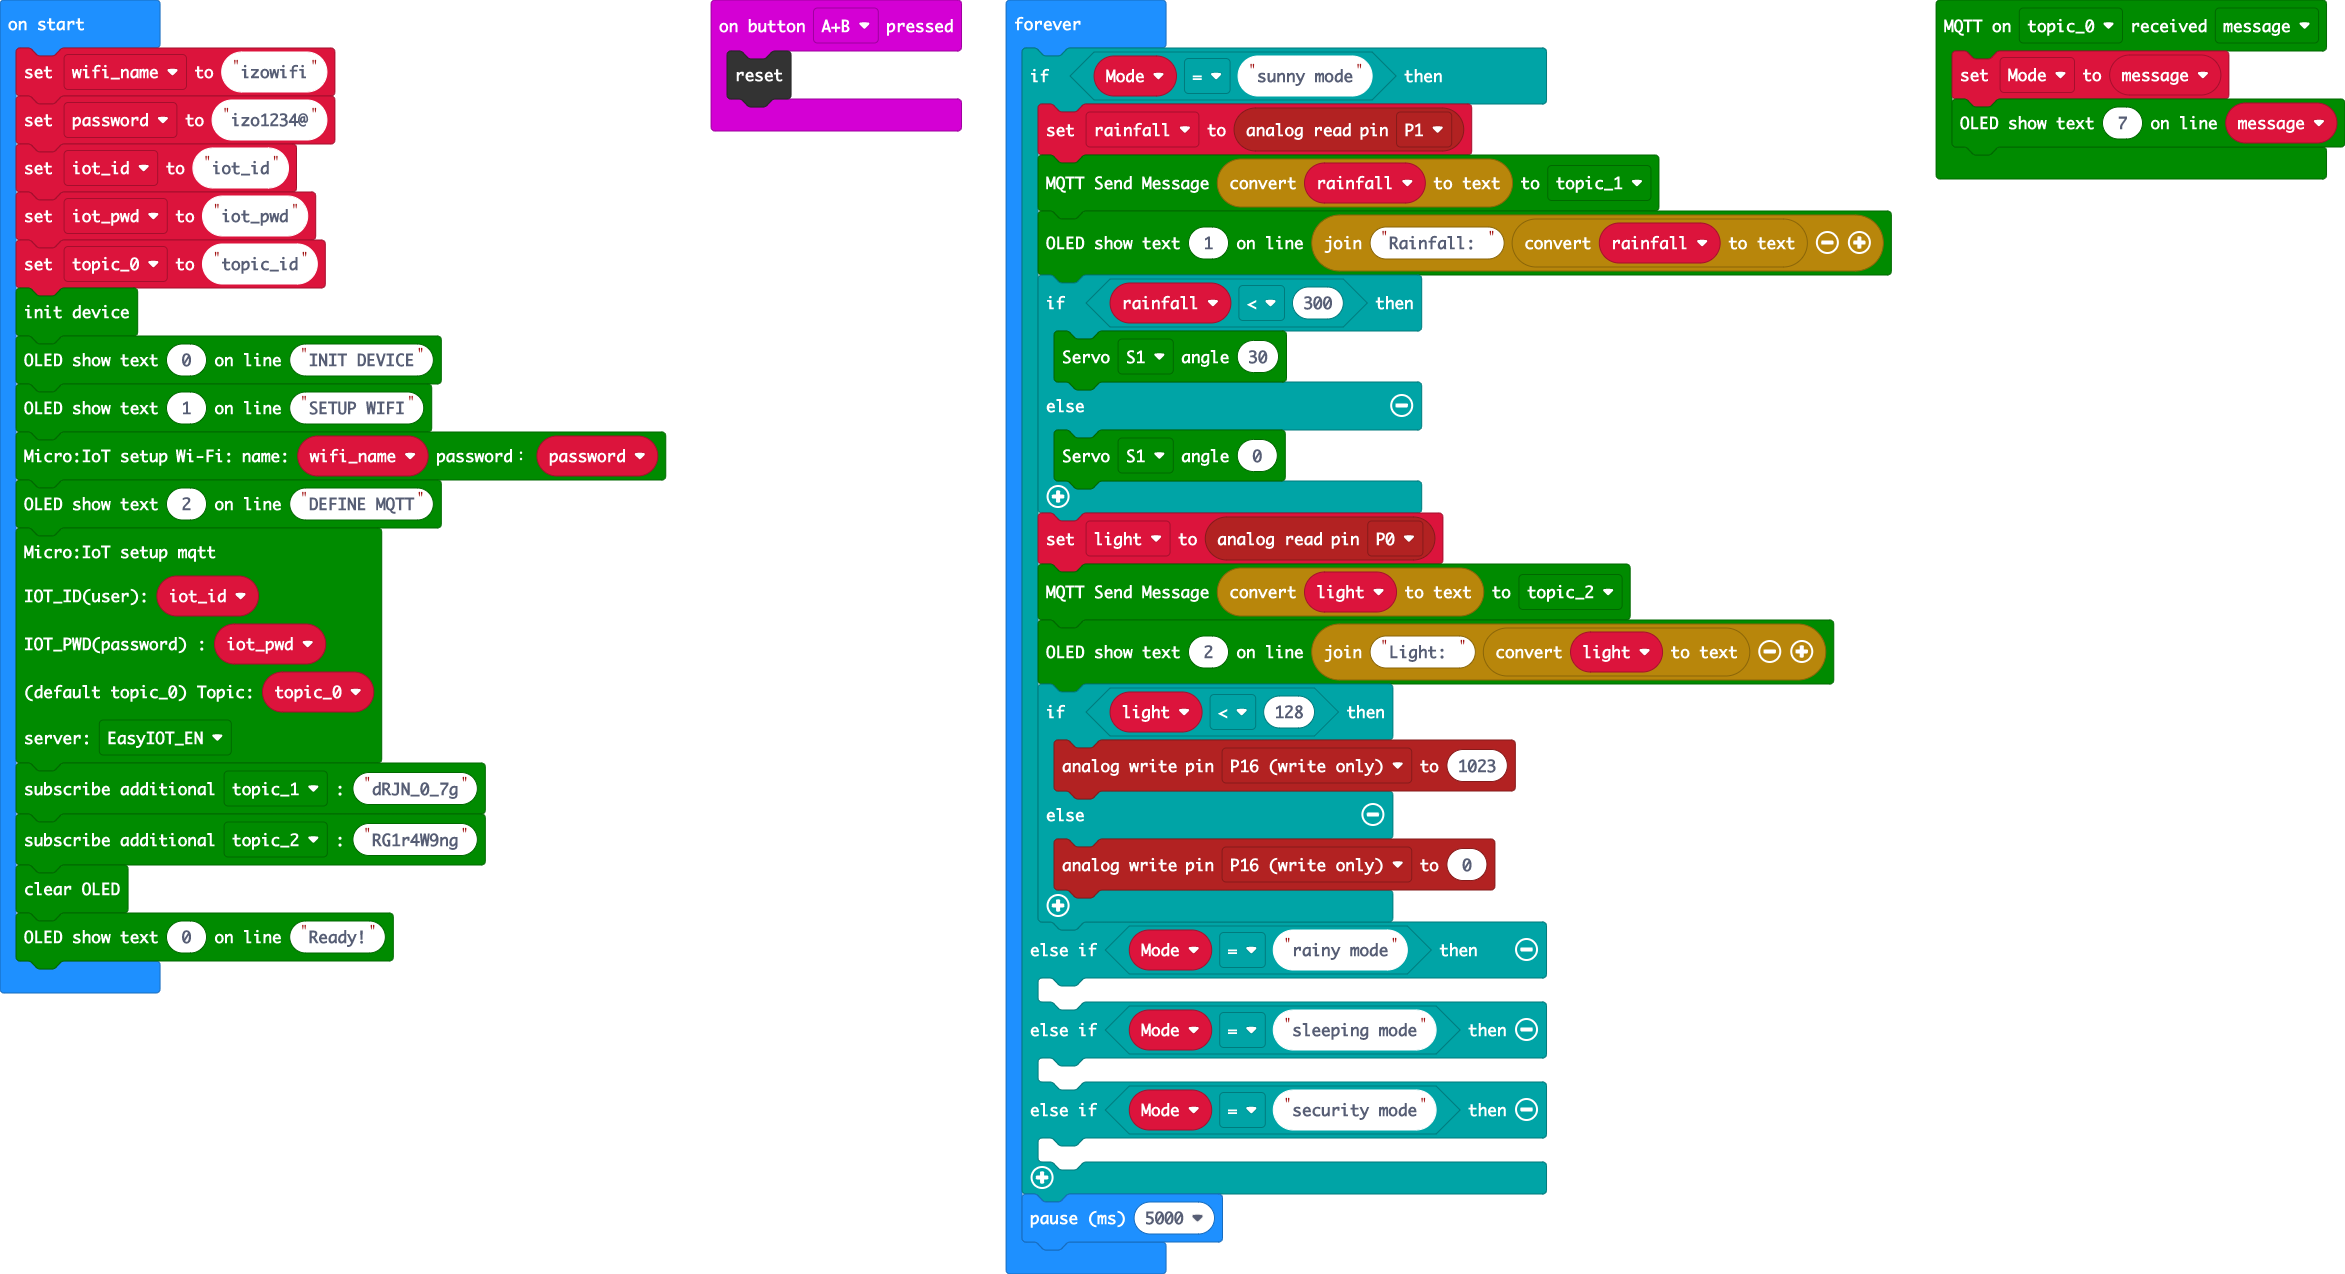 on start
set wifi_name to "izowifi"
set password to "izo1234@"
set iot_id to "iot_id"
set iot_pwd to "iot_pwd"
set topic_0 to "topic_id"
init device
OLED show text 0 on line "INIT DEVICE"
OLED show text 1 on line "SETUP WIFI"
Micro:IoT setup Wi-Fi: name: wifi_name password: password
OLED show text 2 on line "DEFINE MQTT"
Micro:IoT setup mqtt
IOT_ID(user): iot_id
IOT_PWD(password) : iot_pwd
(default topic_0) Topic: topic_0
server: EasyIOT_EN
subscribe additional topic_1 : "dRJN_0_7g"
subscribe additional topic_2 : "RG1r4W9ng"
clear OLED
OLED show text 0 on line "Ready!"
on button A+B pressed
reset
forever
if Mode = "sunny mode" then
set rainfall to analog read pin P1
MQTT Send Message convert rainfall to text to topic_1
OLED show text 1 on line join "Rainfall: " convert rainfall to text
if rainfall < 300 then
Servo S1 angle 30
else
Servo S1 angle 0
set light to analog read pin P0
MQTT Send Message convert light to text to topic_2
OLED show text 2 on line join "Light: " convert light to text
if light < 128 then
analog write pin P16 (write only) to 1023
else
analog write pin P16 (write only) to 0
else if Mode = "rainy mode" then
else if Mode = "sleeping mode" then
else if Mode = "security mode" then
pause (ms) 5000
MQTT on topic_0 received message
set Mode to message
OLED show text 7 on line message